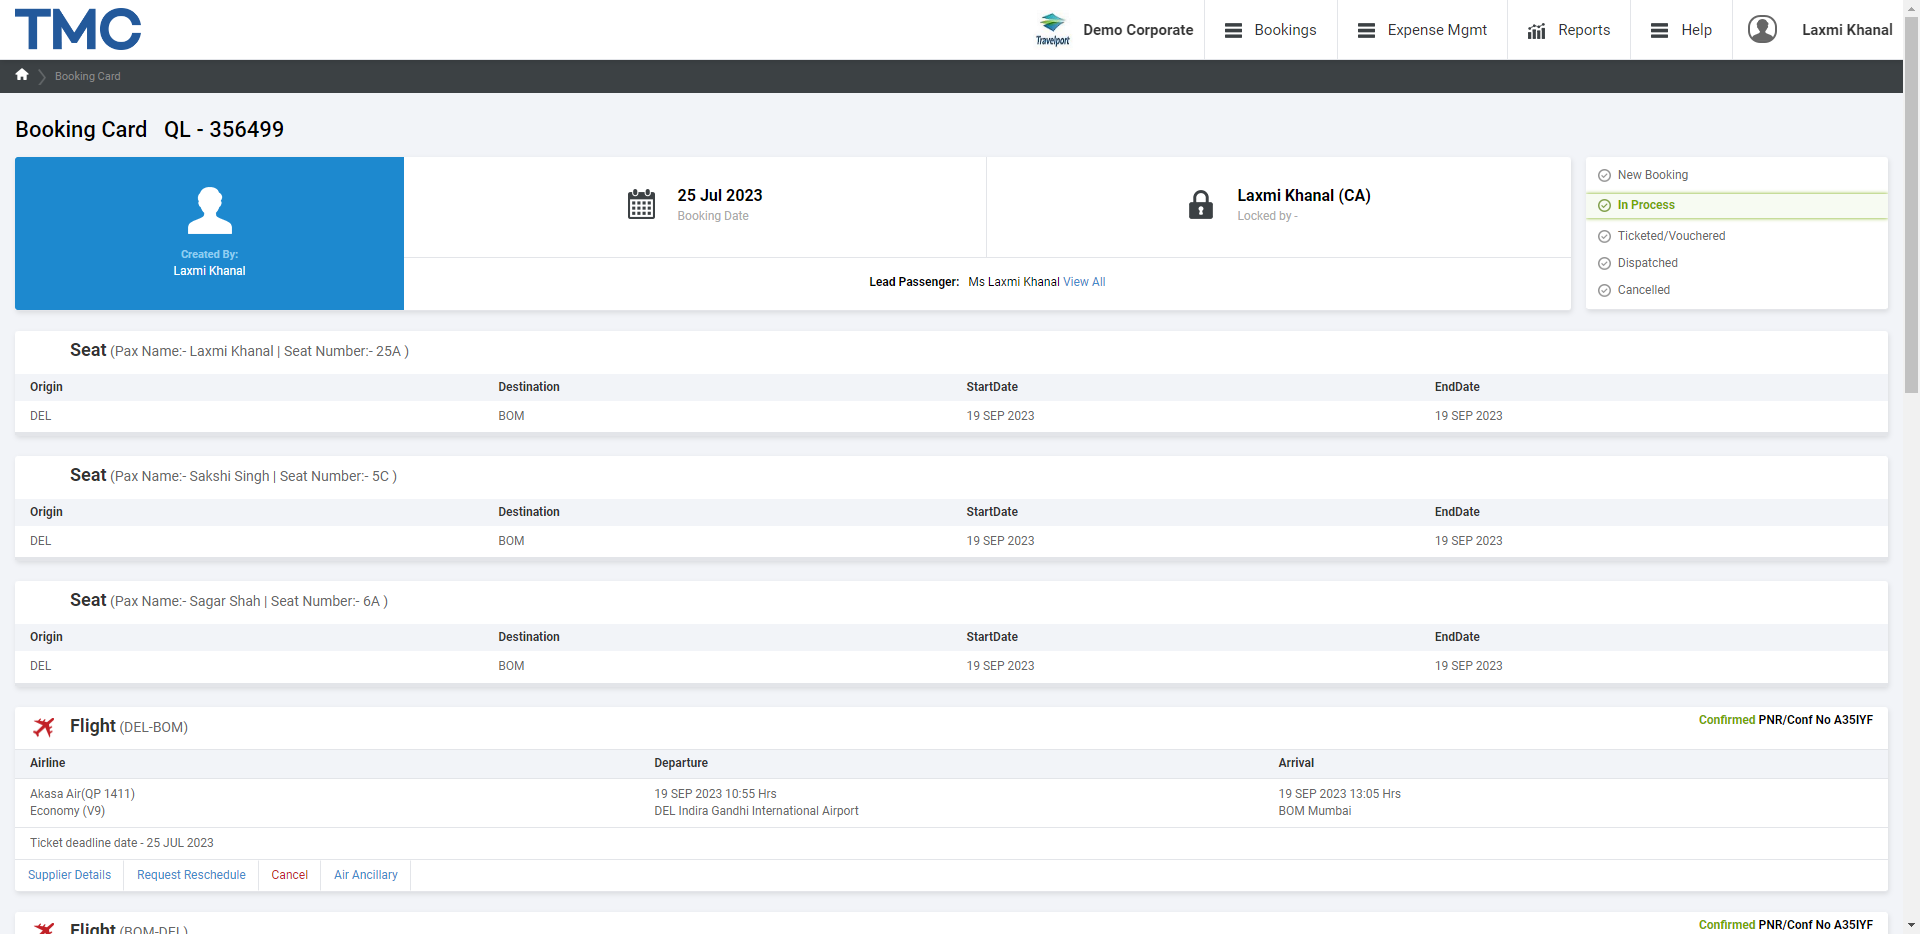 TMC
Travelport
Demo Corporate
Bookings
Expense Mgmt
Reports
Help
Laxmi Khanal
Booking Card
Booking Card QL - 356499
Created By:
Laxmi Khanal
25 Jul 2023
Booking Date
Laxmi Khanal (CA)
Locked by -
Lead Passenger: Ms Laxmi Khanal View All
New Booking
In Process
Ticketed/Vouchered
Dispatched
Cancelled
Seat (Pax Name:- Laxmi Khanal | Seat Number:- 25A )
Origin Destination StartDate EndDate
DEL BOM 19 SEP 2023 19 SEP 2023
Seat (Pax Name:- Sakshi Singh | Seat Number:- 5C )
Origin Destination StartDate EndDate
DEL BOM 19 SEP 2023 19 SEP 2023
Seat (Pax Name:- Sagar Shah | Seat Number:- 6A )
Origin Destination StartDate EndDate
DEL BOM 19 SEP 2023 19 SEP 2023
Flight (DEL-BOM) Confirmed PNR/Conf No A35IYF
Airline Departure Arrival
Akasa Air(QP 1411) 19 SEP 2023 10:55 Hrs 19 SEP 2023 13:05 Hrs
Economy (V9) DEL Indira Gandhi International Airport BOM Mumbai
Ticket deadline date - 25 JUL 2023
Supplier Details Request Reschedule Cancel Air Ancillary
Flight (BOM-DEL) Confirmed PNR/Conf No A35IYF